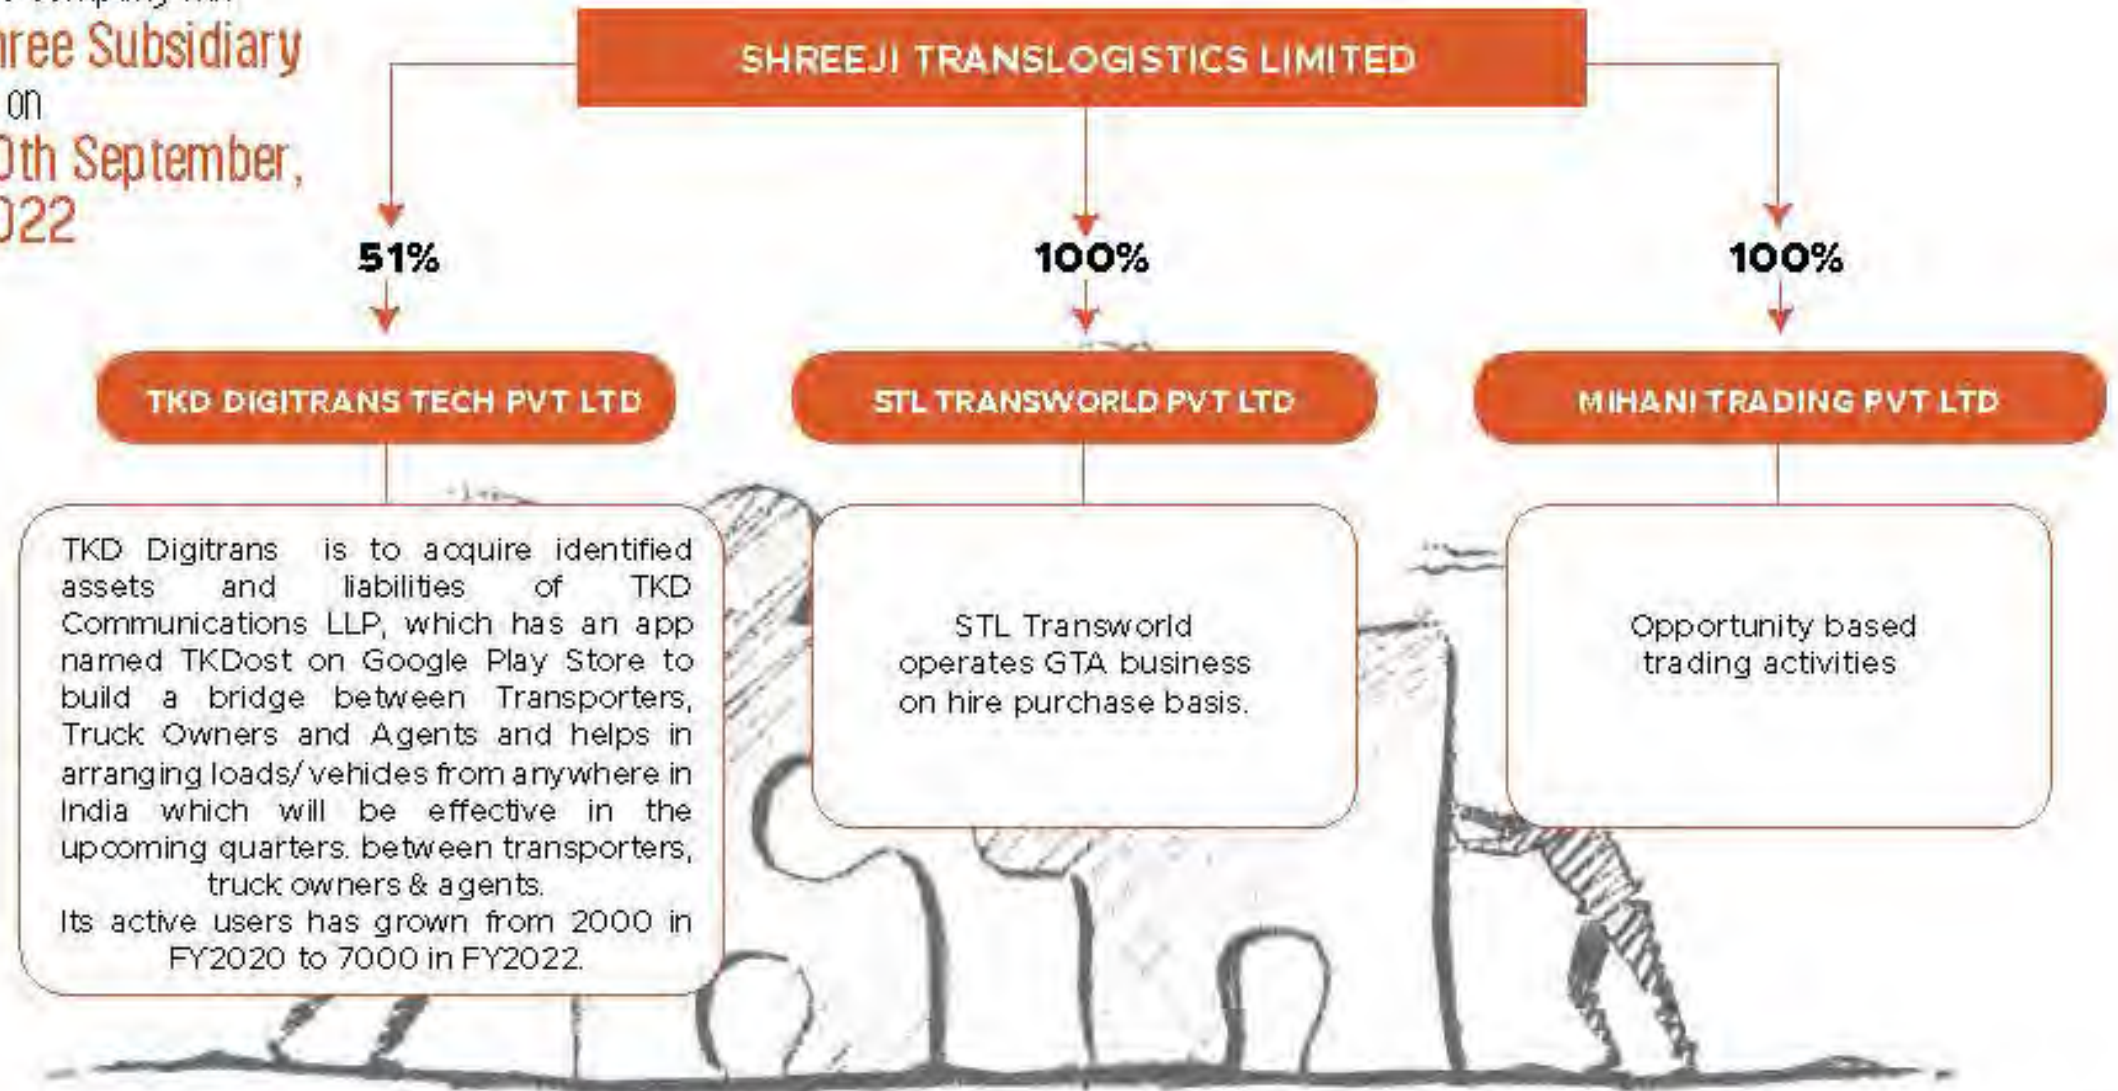 Three Subsidiary
on
September,
2022
SHREEJI TRANSLOGISTICS LIMITED
51%
100%
100%
TKD DIGITRANS TECH PVT LTD
STL TRANSWORLD PVT LTD
MIHANI TRADING PVT LTD
TKD Digitrans is to acquire identified
assets and liabilities of TKD
Communications LLP, which has an app
named TKDost on Google Play Store to
build a bridge between Transporters,
Truck Owners and Agents and helps in
arranging loads/ vehicles from anywhere in
India which will be effective in the
upcoming quarters. between transporters,
truck owners & agents.
Its active users has grown from 2000 in
FY2020 to 7000 in FY2022.
STL Transworld
operates GTA business
on hire purchase basis.
Opportunity based
trading activities